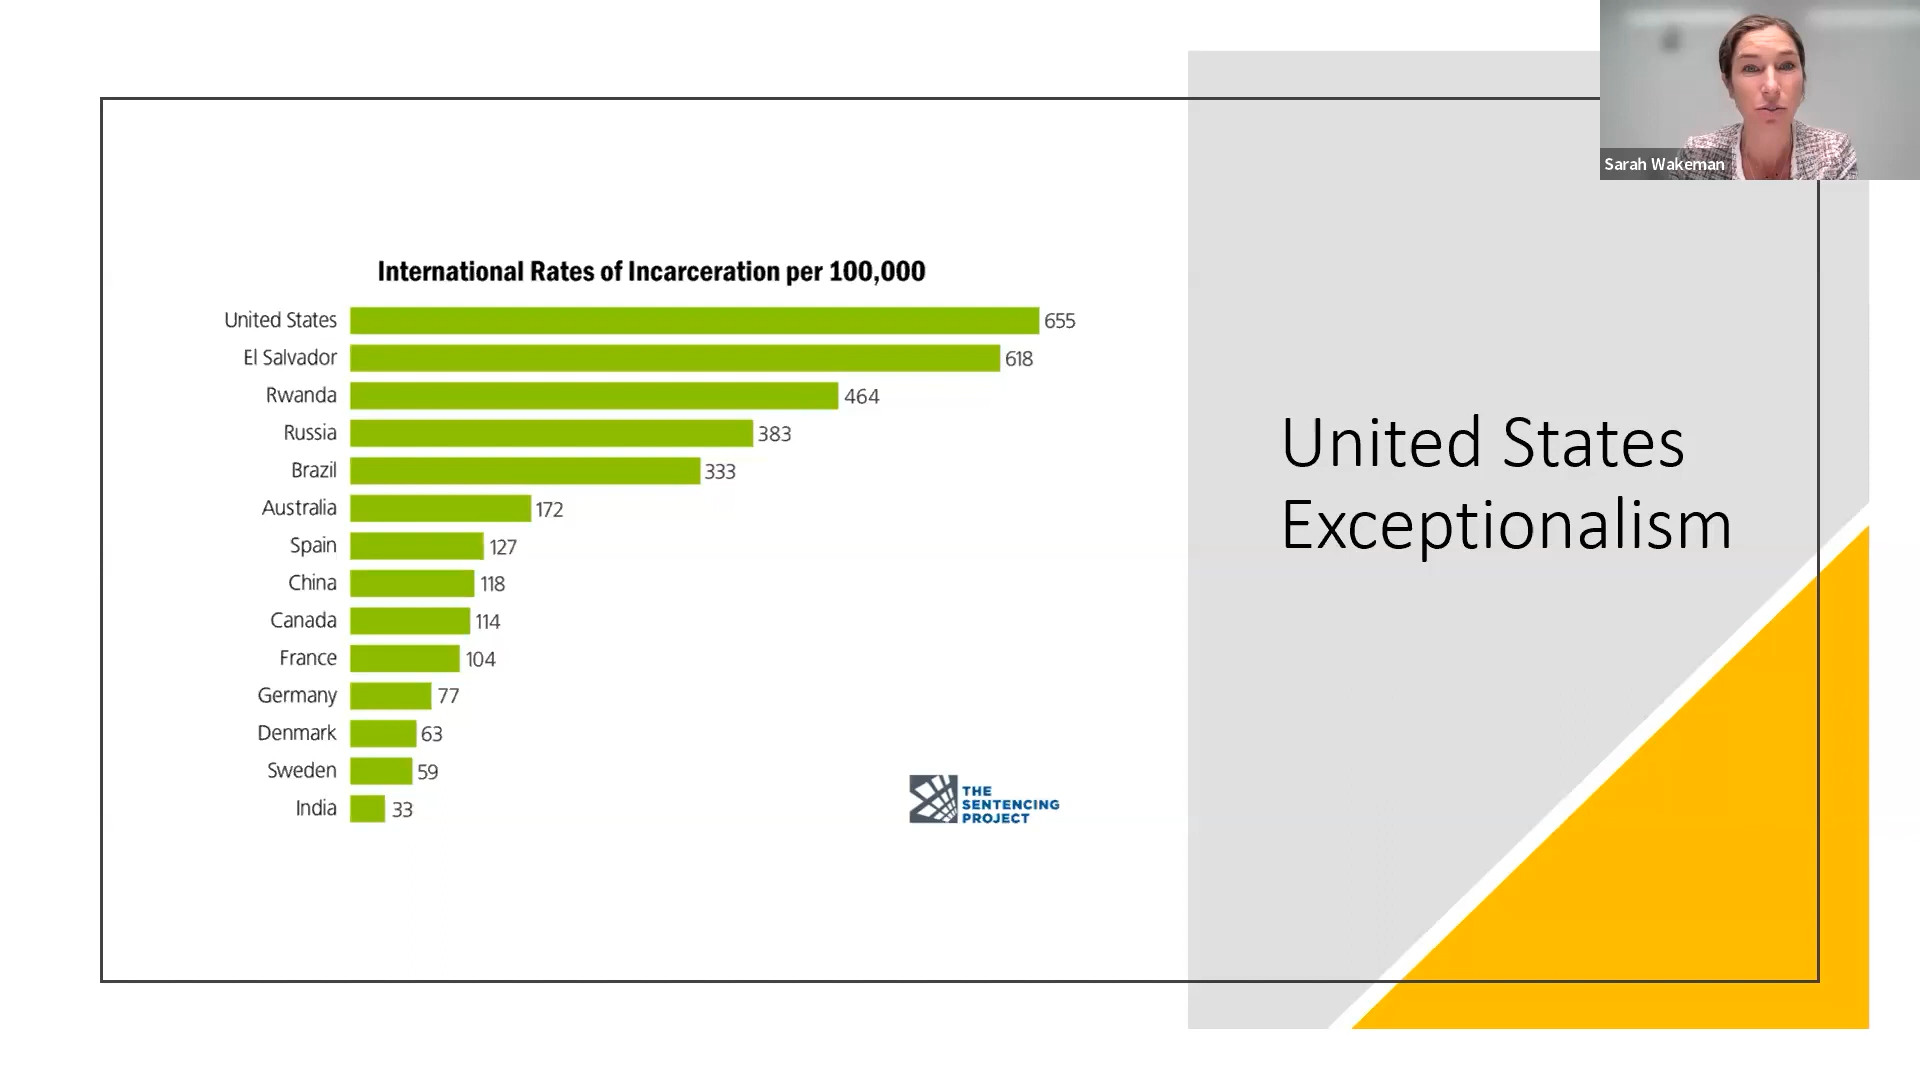 Sarah Wakeman
International Rates of Incarceration per 100,000
United States 655
El Salvador 618
Rwanda 464
Russia 383
Brazil 333
Australia 172
Spain 127
China 118
Canada 114
France 104
Germany 77
Denmark 63
Sweden 59
India 33
THE
SENTENCING
PROJECT
United States
Exceptionalism